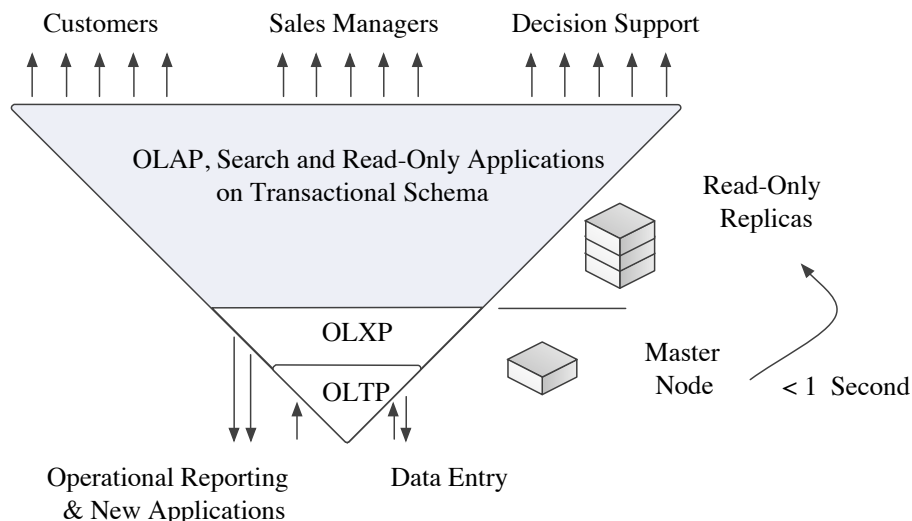 Customers
Sales Managers
Decision Support
OLAP, Search and Read-Only Applications
on Transactional Schema
Read-Only
Replicas
OLXP
Master
Node
< 1 Second
OLTP
Operational Reporting
& New Applications
Data Entry